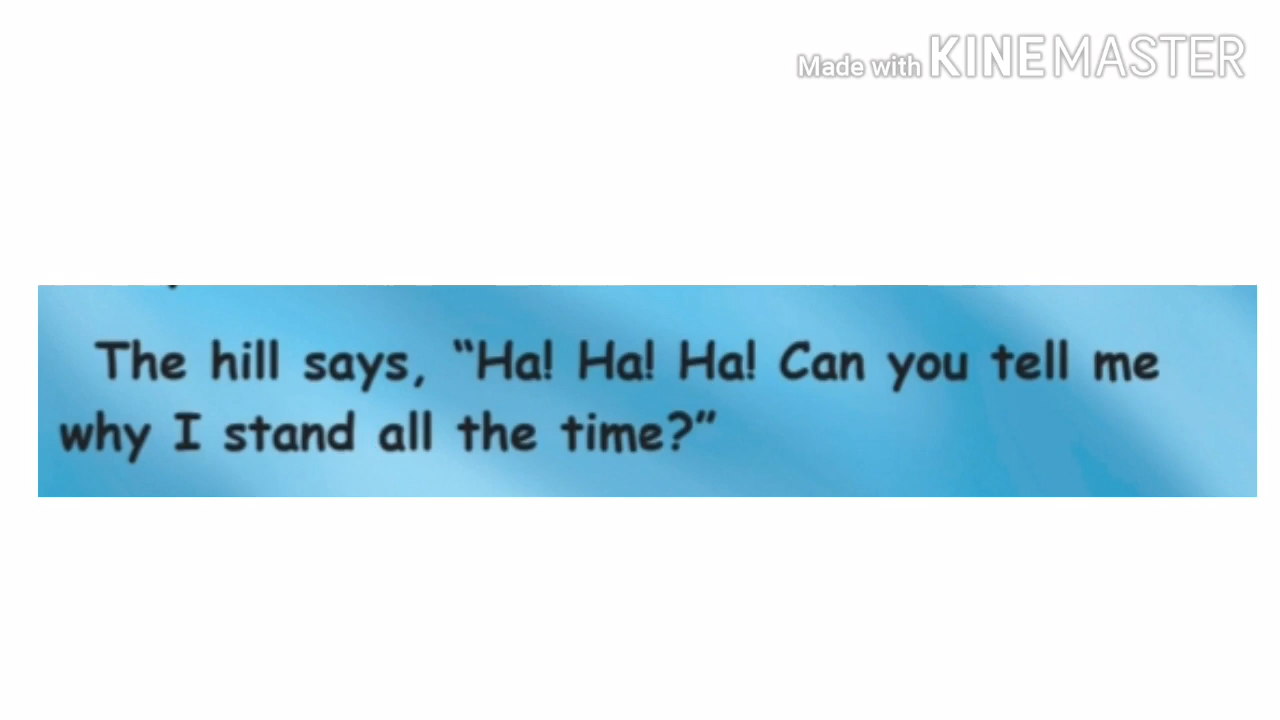 Made with KINEMASTER
The hill says, “Ha! Ha! Ha! Can you tell me
why I stand all the time?”